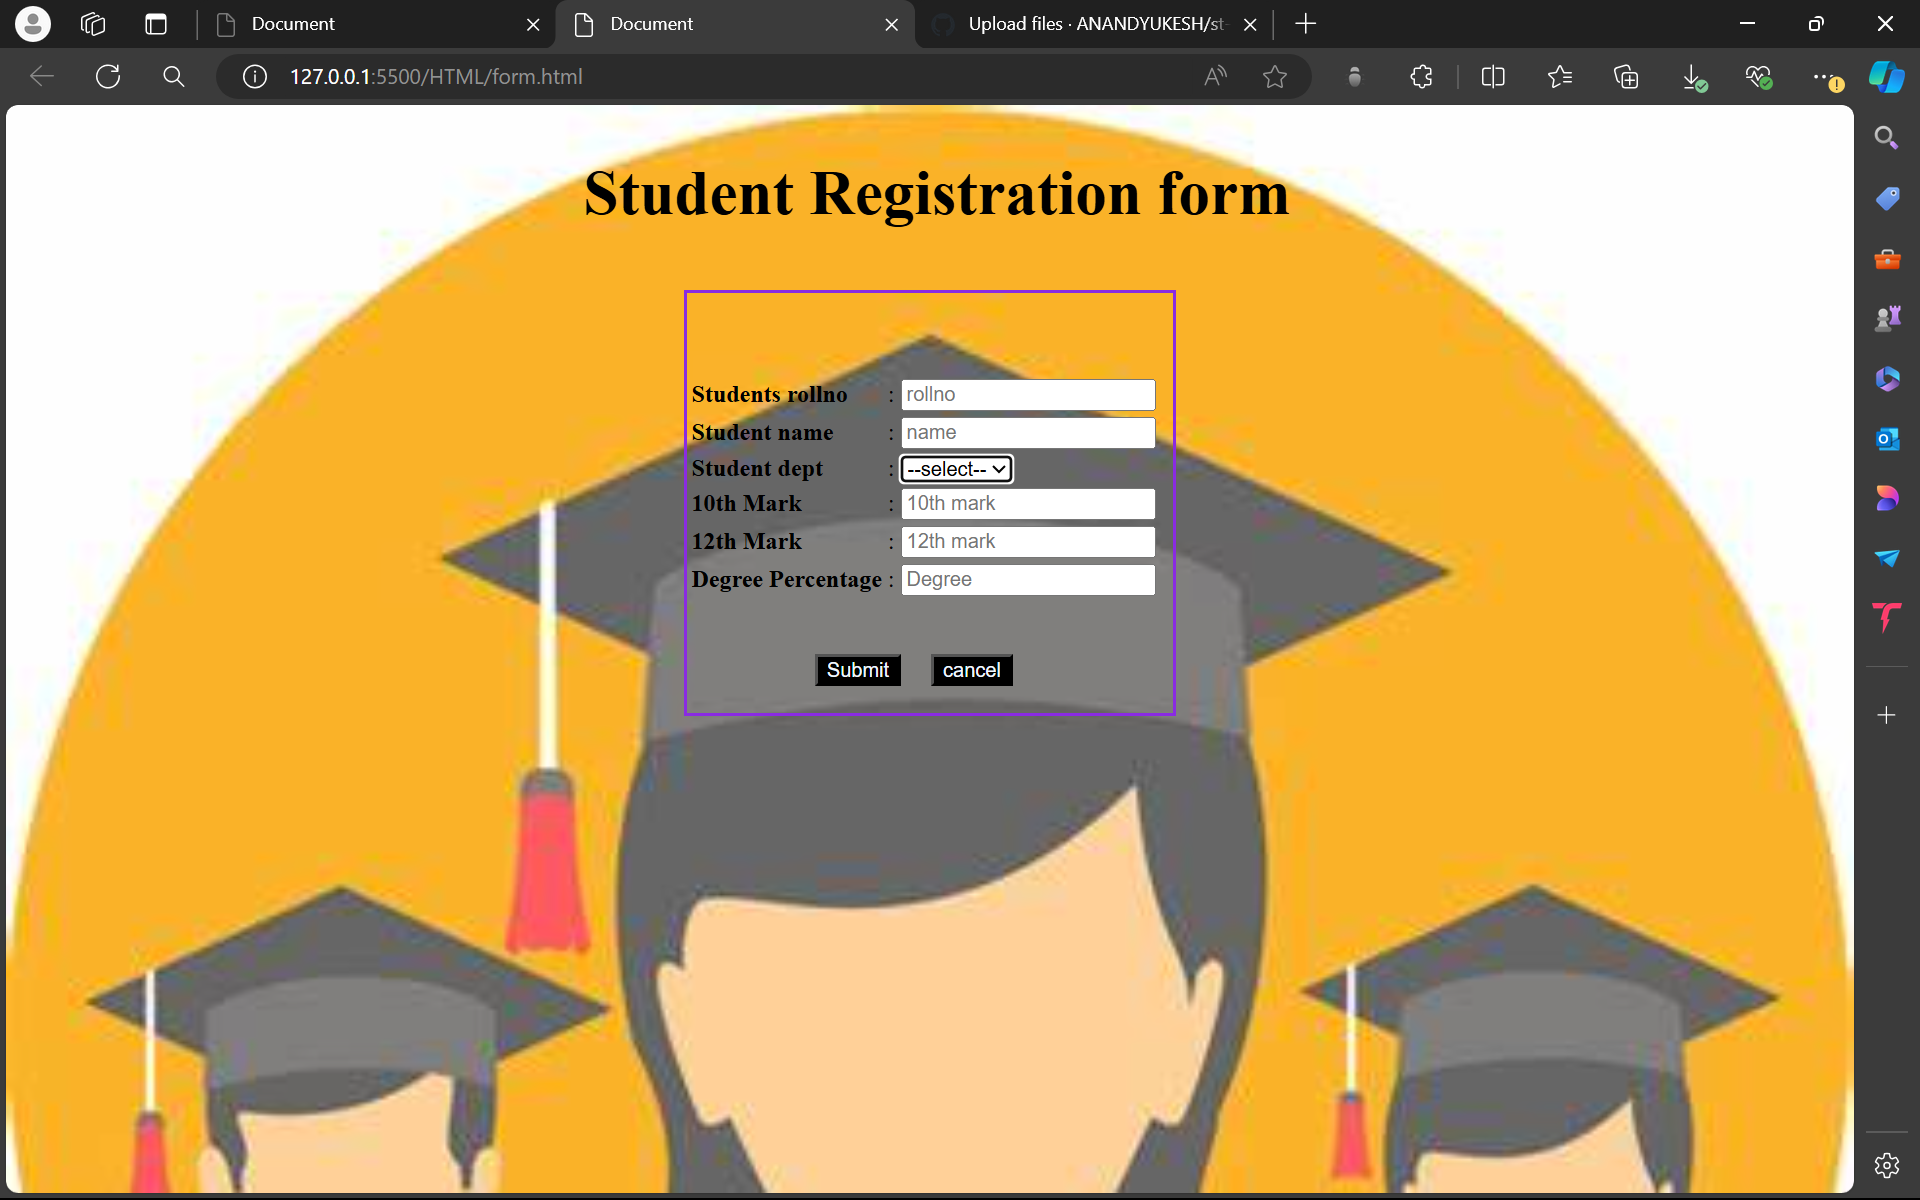 Document
Document
Upload files · ANANDYUKESH/st-
127.0.0.1:5500/HTML/form.html
Student Registration form
Students rollno : rollno
Student name : name
Student dept : --select--
10th Mark : 10th mark
12th Mark : 12th mark
Degree Percentage : Degree
Submit cancel